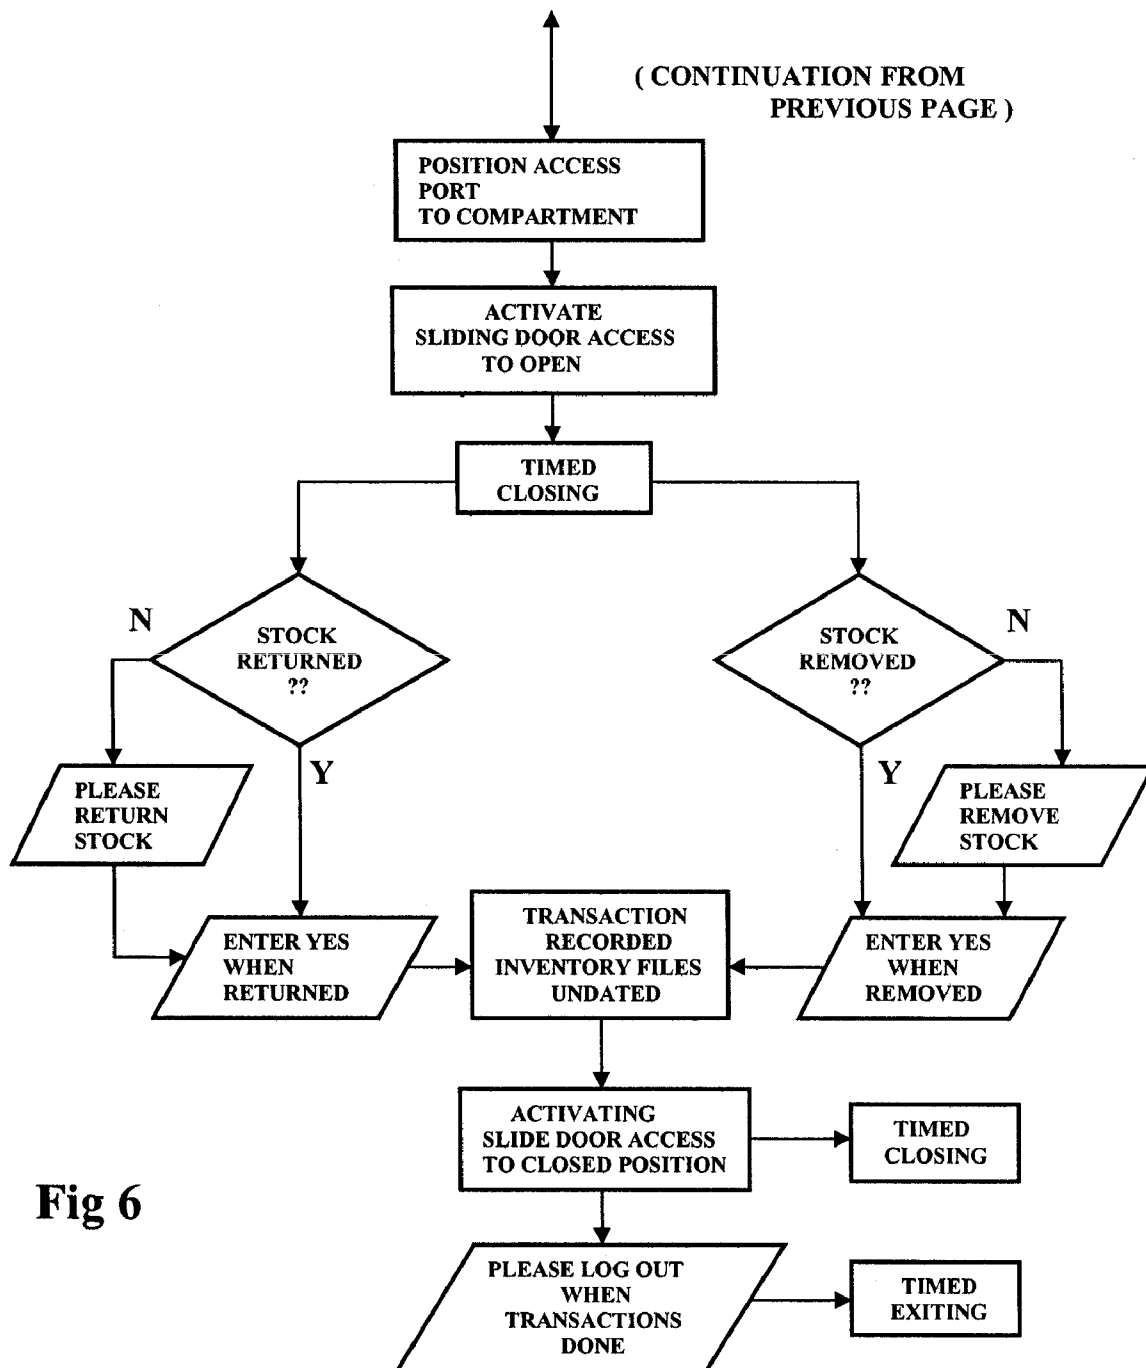 ( CONTINUATION FROM
PREVIOUS PAGE )
POSITION ACCESS
PORT
TO COMPARTMENT
ACTIVATE
SLIDING DOOR ACCESS
TO OPEN
TIMED
CLOSING
N
STOCK
RETURNED
??
Y
STOCK
REMOVED
??
N
Y
PLEASE
RETURN
STOCK
PLEASE
REMOVE
STOCK
ENTER YES
WHEN
RETURNED
TRANSACTION
RECORDED
INVENTORY FILES
UNDATED
ENTER YES
WHEN
REMOVED
ACTIVATING
SLIDE DOOR ACCESS
TO CLOSED POSITION
TIMED
CLOSING
Fig 6
PLEASE LOG OUT
WHEN
TRANSACTIONS
DONE
TIMED
EXITING